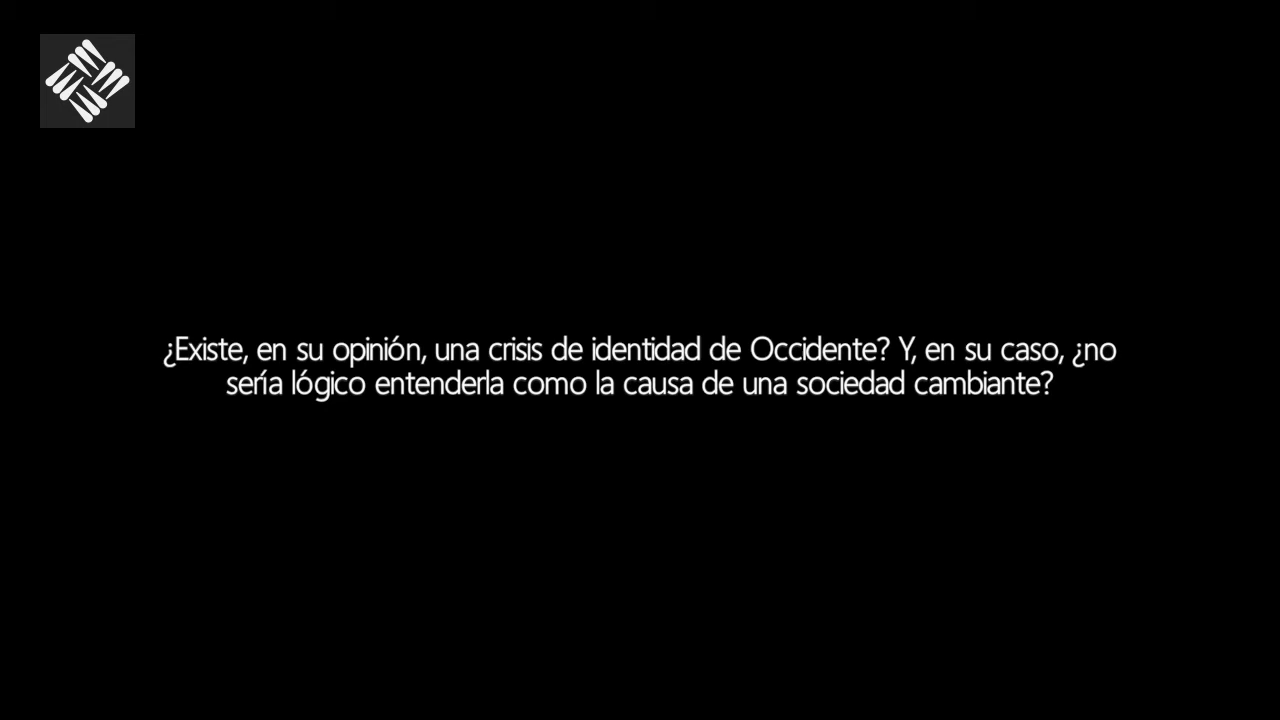 ¿Existe, en su opinión, una crisis de identidad de Occidente? Y, en su caso, ¿no
sería lógico entenderla como la causa de una sociedad cambiante?